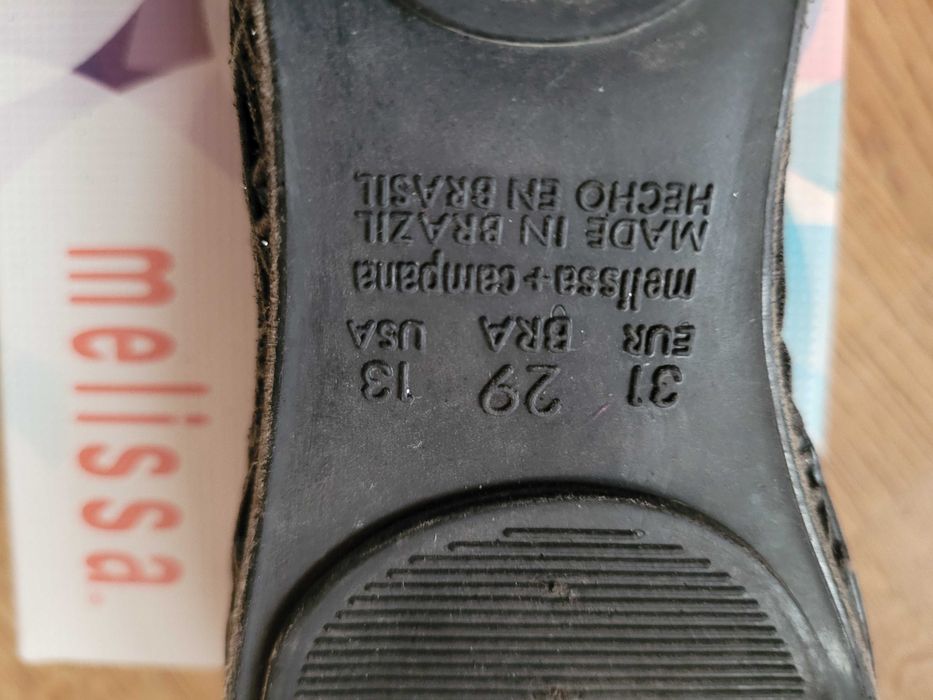 melissa.
31 29 13
EUR BRA USA
melissa+campana
MADE IN BRAZIL
HECHO EN BRASIL